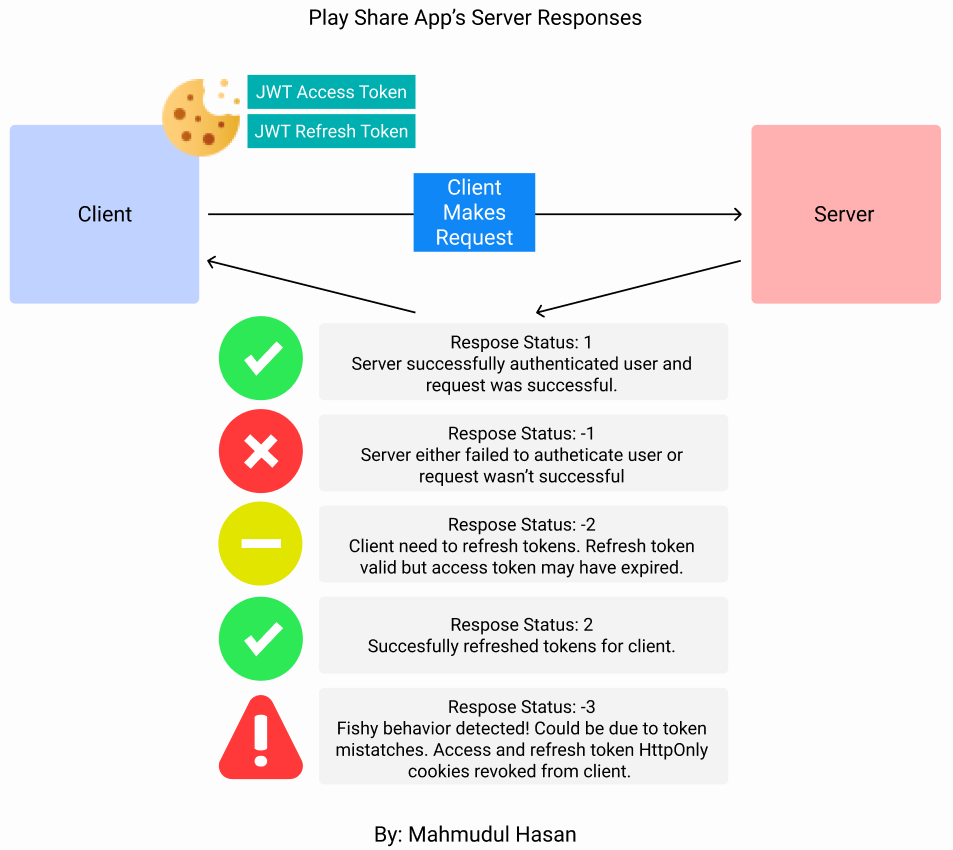 Play Share App’s Server Responses
JWT Access Token
JWT Refresh Token
Client
Client
Makes
Request
Server
Respose Status: 1
Server successfully authenticated user and
request was successful.
Respose Status: -1
Server either failed to autheticate user or
request wasn’t successful
Respose Status: -2
Client need to refresh tokens. Refresh token
valid but access token may have expired.
Respose Status: 2
Succesfully refreshed tokens for client.
Respose Status: -3
Fishy behavior detected! Could be due to token
mistatches. Access and refresh token HttpOnly
cookies revoked from client.
By: Mahmudul Hasan